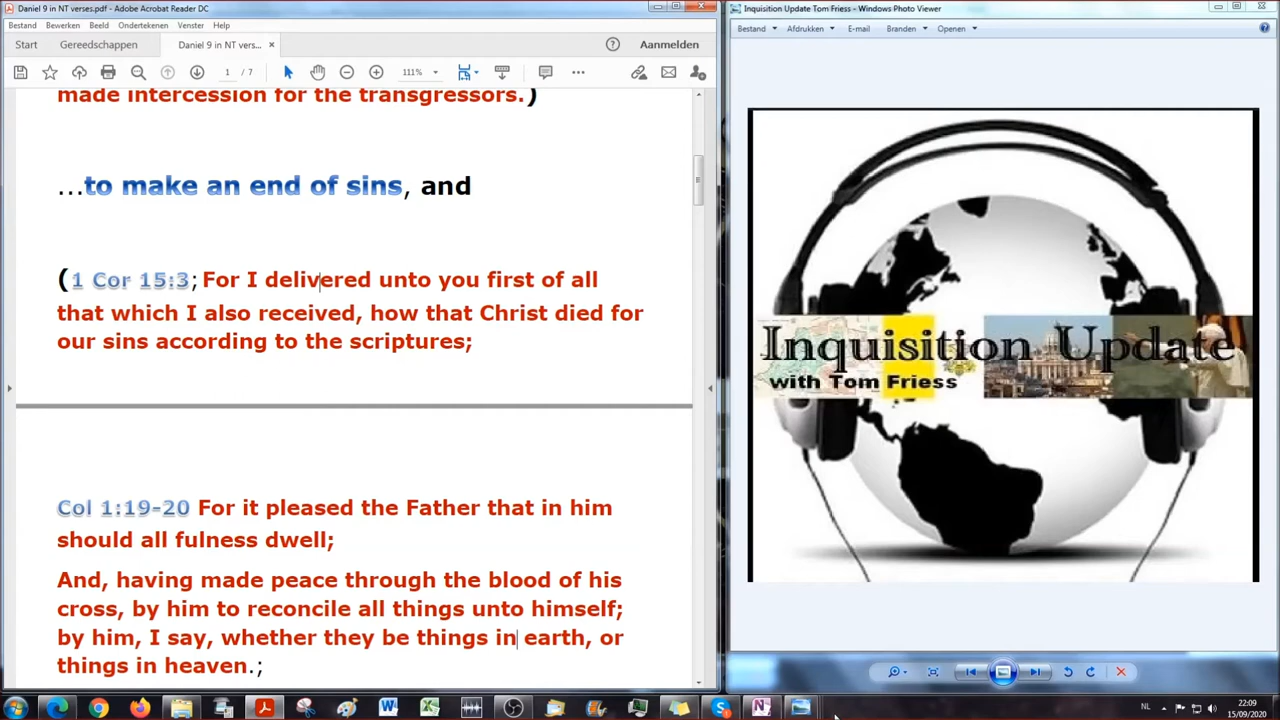 Daniel 9 in NT verses.pdf - Adobe Acrobat Reader DC
Bestand Bewerken Beeld Ondertekenen Venster Help
Start Gereedschappen Daniel 9 in NT vers... × Aanmelden
1 / 7 111%
made intercession for the transgressors.)
...to make an end of sins, and
(1 Cor 15:3; For I delivered unto you first of all
that which I also received, how that Christ died for
our sins according to the scriptures;
Col 1:19-20 For it pleased the Father that in him
should all fulness dwell;
And, having made peace through the blood of his
cross, by him to reconcile all things unto himself;
by him, I say, whether they be things in earth, or
things in heaven.;
Inquisition Update Tom Friess - Windows Photo Viewer
Bestand Afdrukken E-mail Branden Openen
Inquisition Update
with Tom Friess
NL 22:09
15/09/2020